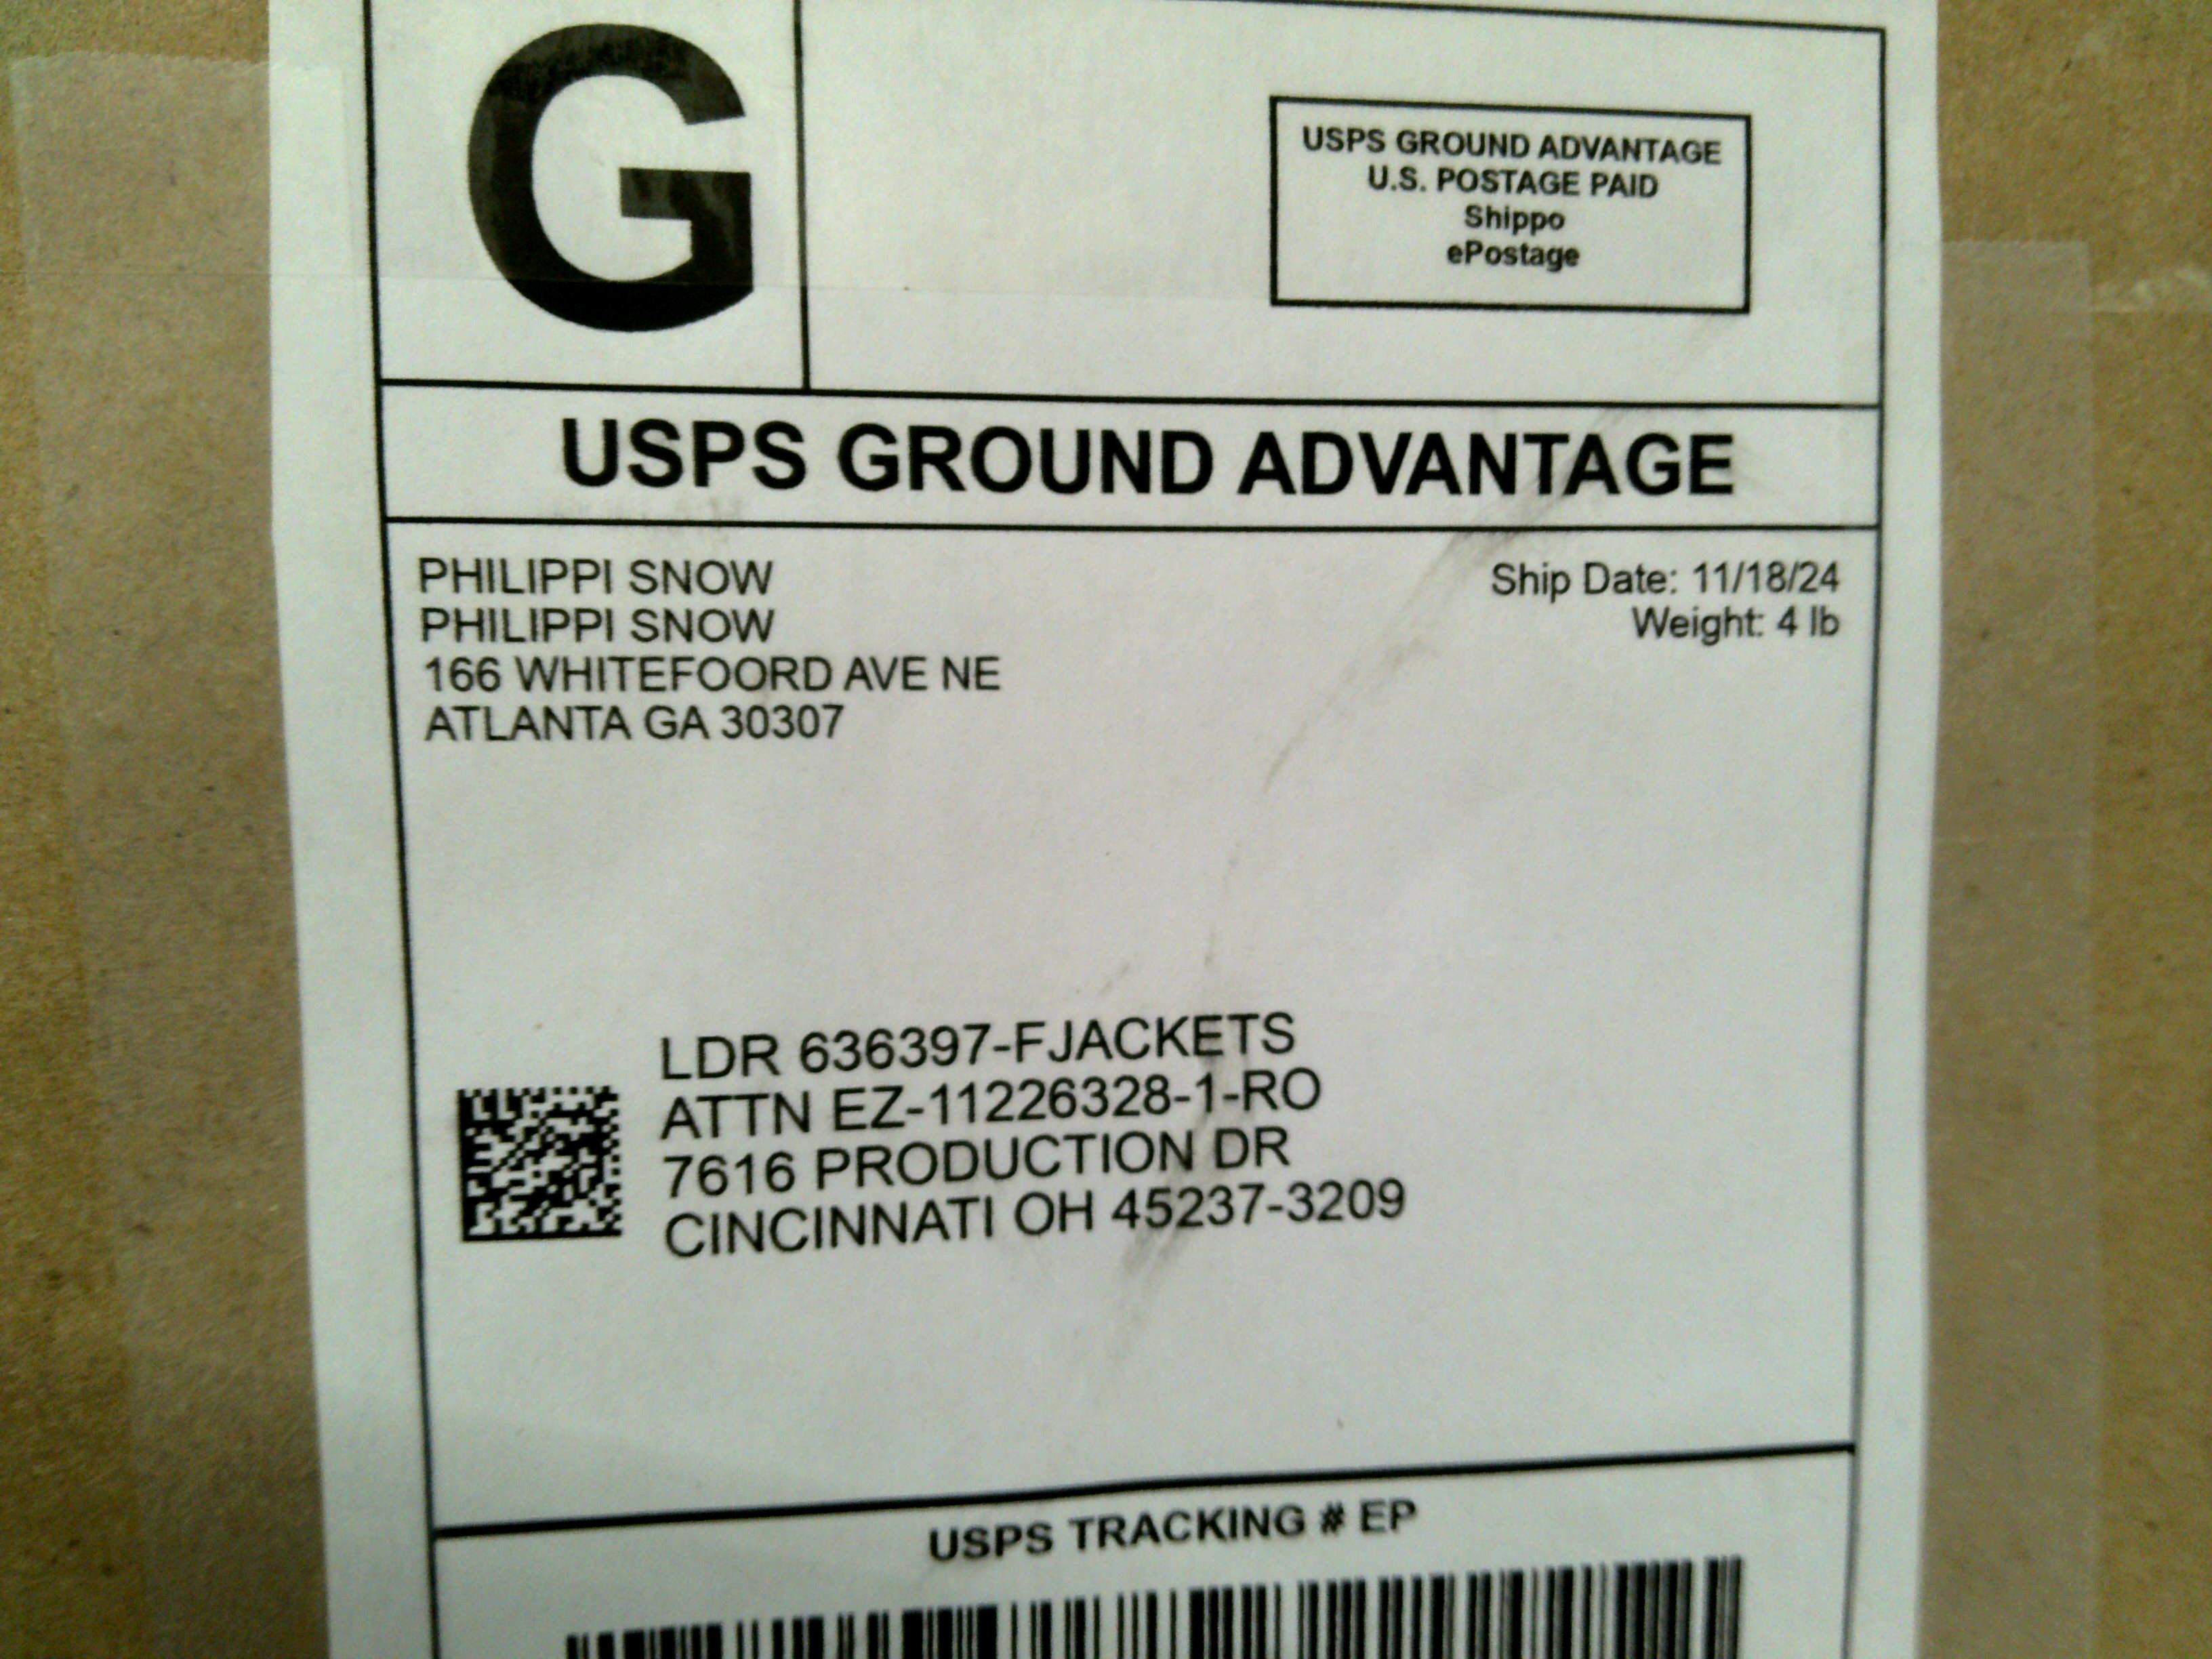 G
USPS GROUND ADVANTAGE
U.S. POSTAGE PAID
Shippo
ePostage
USPS GROUND ADVANTAGE
PHILIPPI SNOW
PHILIPPI SNOW
166 WHITEFOORD AVE NE
ATLANTA GA 30307
Ship Date: 11/18/24
Weight: 4 lb
LDR 636397-FJACKETS
ATTN EZ-11226328-1-RO
7616 PRODUCTION DR
CINCINNATI OH 45237-3209
USPS TRACKING # EP